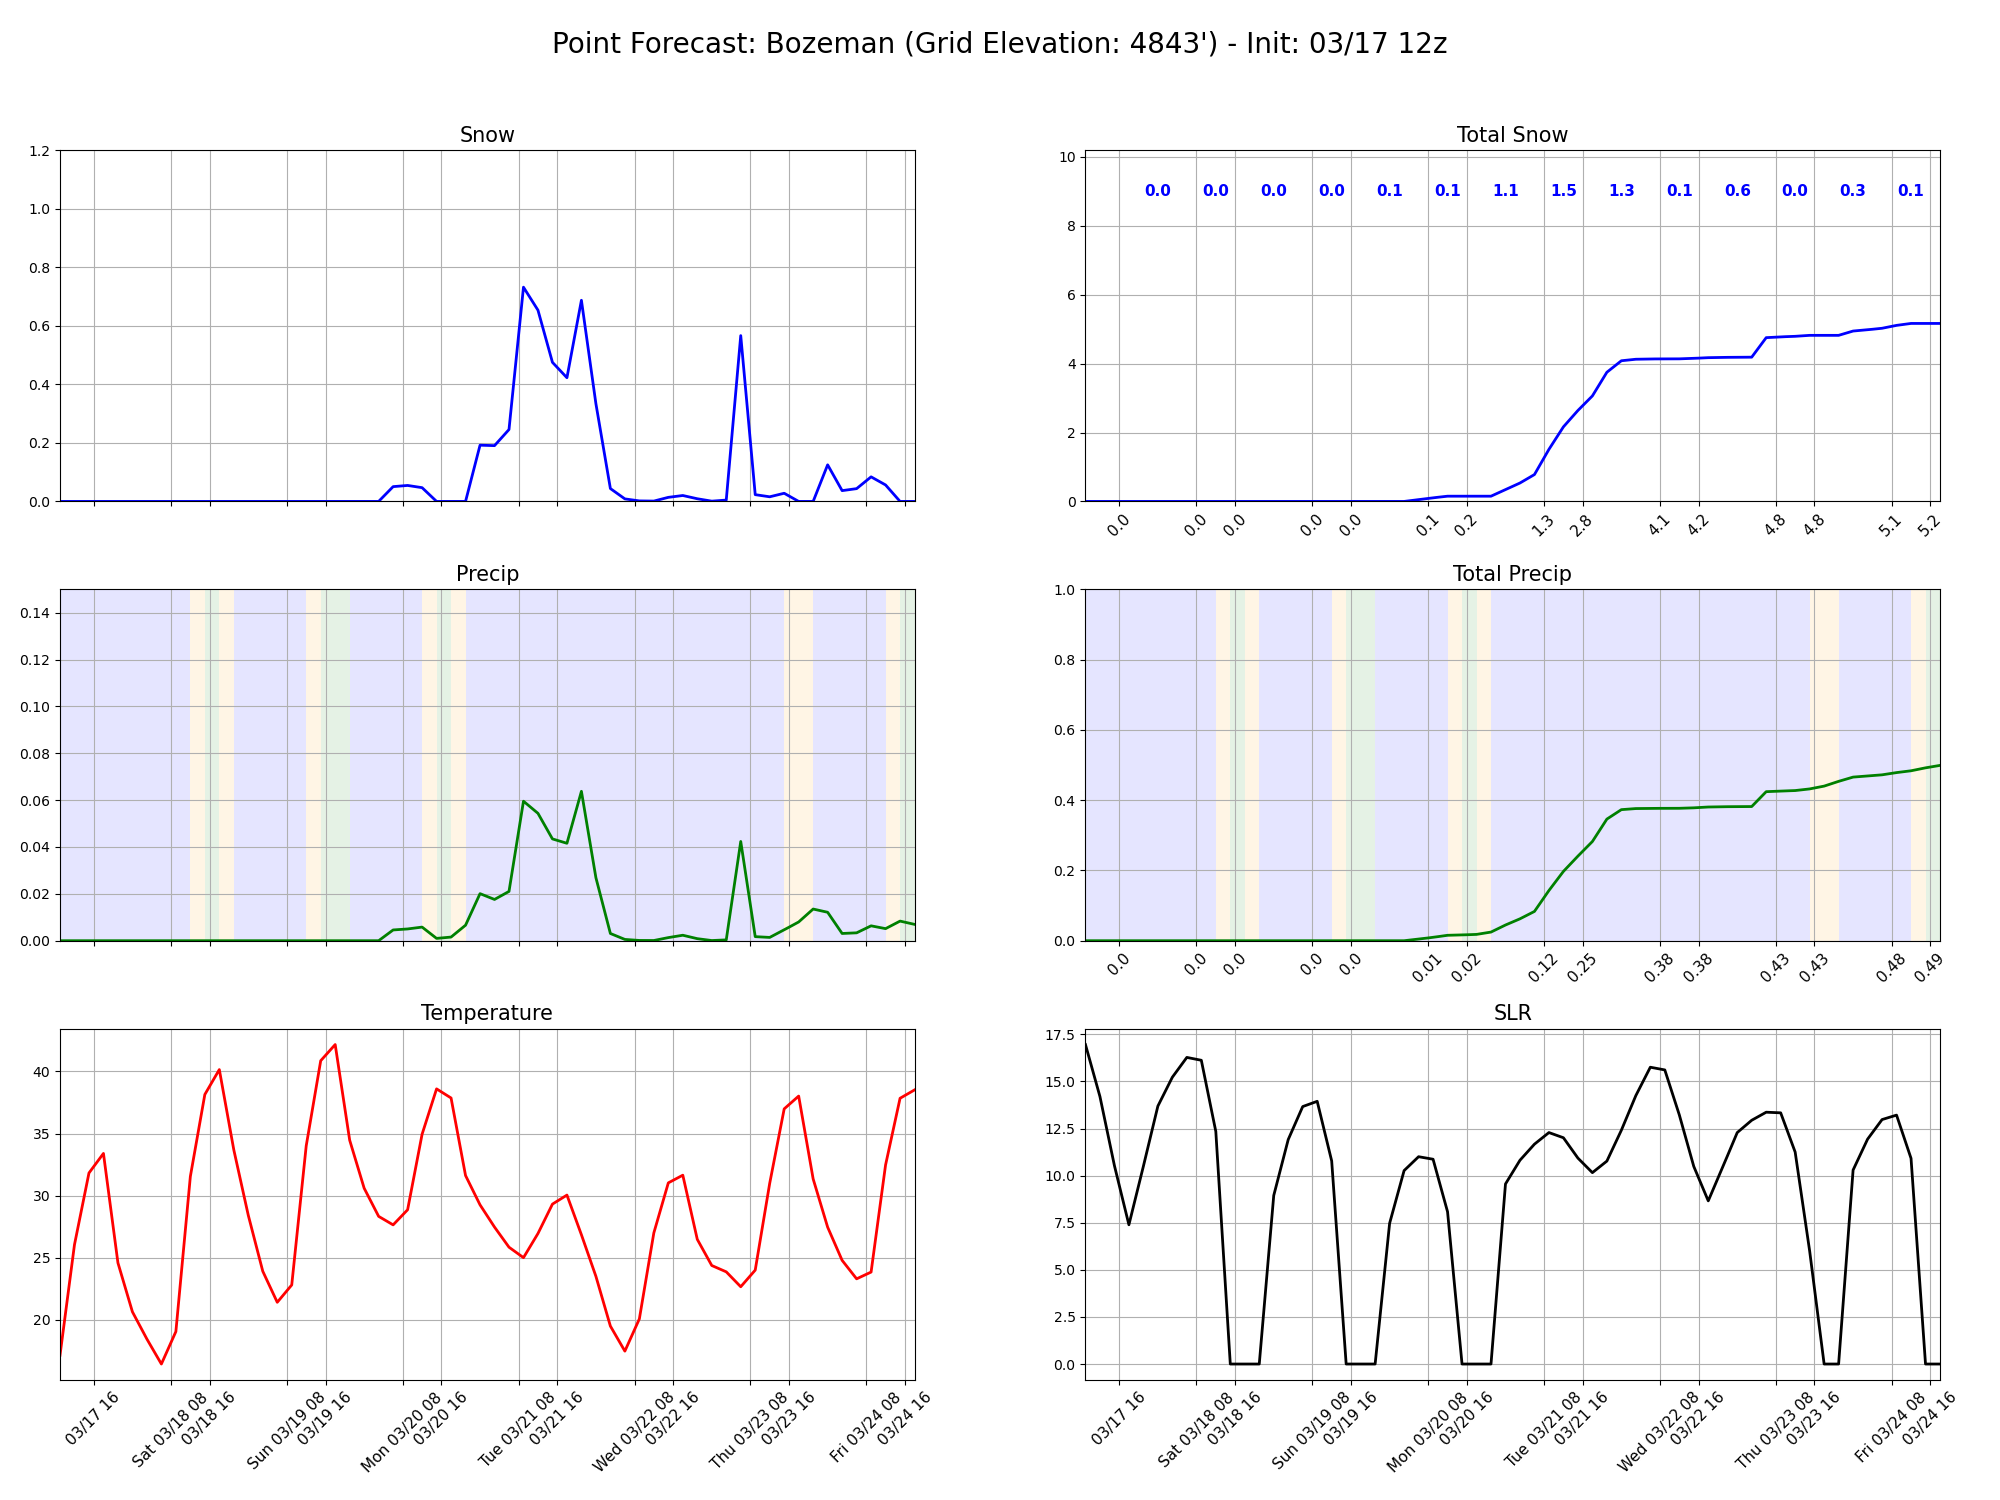 Point Forecast: Bozeman (Grid Elevation: 4843') - Init: 03/17 12z
Snow
1.2
1.0
0.8
0.6
0.4
0.2
0.0
Total Snow
10
8
6
4
2
0
0.0 0.0 0.0 0.0 0.1 0.1 1.1 1.5 1.3 0.1 0.6 0.0 0.3 0.1
0.0 0.0 0.0 0.0 0.0 0.1 0.2 1.3 2.8 4.1 4.2 4.8 4.8 5.1 5.2
Precip
0.14
0.12
0.10
0.08
0.06
0.04
0.02
0.00
Total Precip
1.0
0.8
0.6
0.4
0.2
0.0
0.0 0.0 0.0 0.0 0.0 0.01 0.02 0.12 0.25 0.38 0.38 0.43 0.43 0.48 0.49
Temperature
40
35
30
25
20
03/17 16
Sat 03/18 08
03/18 16
Sun 03/19 08
03/19 16
Mon 03/20 08
03/20 16
Tue 03/21 08
03/21 16
Wed 03/22 08
03/22 16
Thu 03/23 08
03/23 16
Fri 03/24 08
03/24 16
SLR
17.5
15.0
12.5
10.0
7.5
5.0
2.5
0.0
03/17 16
Sat 03/18 08
03/18 16
Sun 03/19 08
03/19 16
Mon 03/20 08
03/20 16
Tue 03/21 08
03/21 16
Wed 03/22 08
03/22 16
Thu 03/23 08
03/23 16
Fri 03/24 08
03/24 16